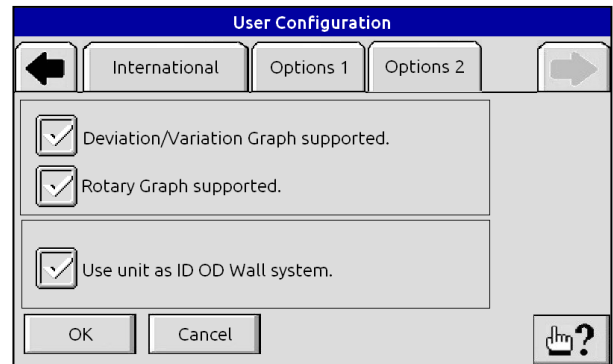 User Configuration
International Options 1 Options 2
Deviation/Variation Graph supported.
Rotary Graph supported.
Use unit as ID OD Wall system.
OK Cancel ?